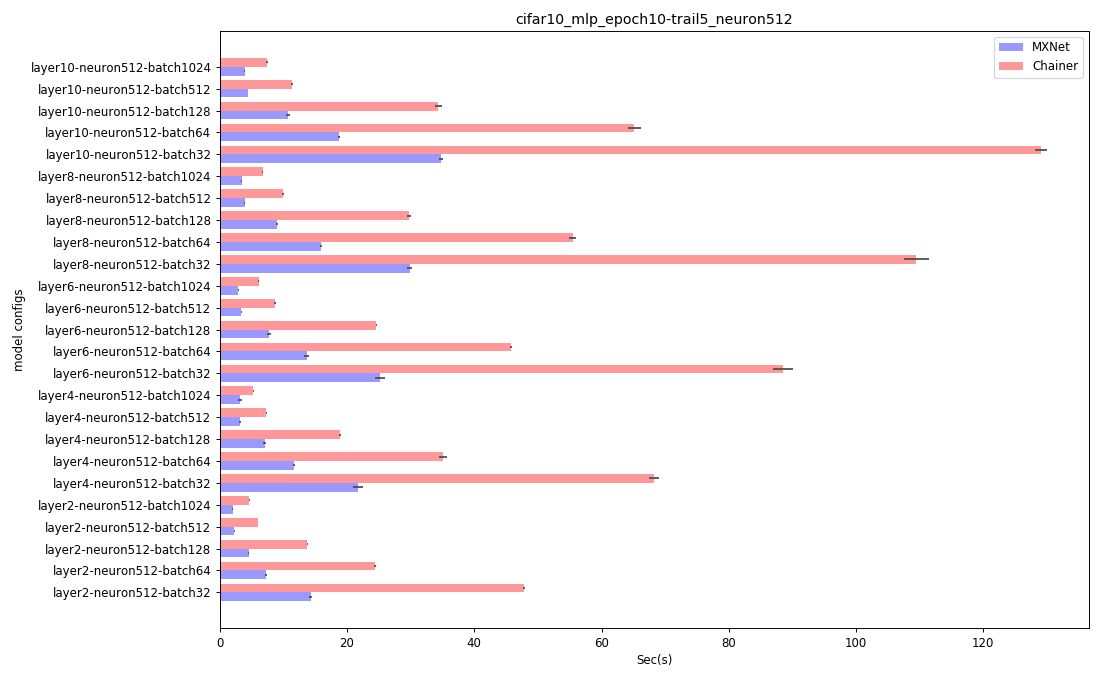 cifar10_mlp_epoch10-trail5_neuron512
MXNet
Chainer
layer10-neuron512-batch1024
layer10-neuron512-batch512
layer10-neuron512-batch128
layer10-neuron512-batch64
layer10-neuron512-batch32
layer8-neuron512-batch1024
layer8-neuron512-batch512
layer8-neuron512-batch128
layer8-neuron512-batch64
layer8-neuron512-batch32
layer6-neuron512-batch1024
layer6-neuron512-batch512
layer6-neuron512-batch128
layer6-neuron512-batch64
layer6-neuron512-batch32
layer4-neuron512-batch1024
layer4-neuron512-batch512
layer4-neuron512-batch128
layer4-neuron512-batch64
layer4-neuron512-batch32
layer2-neuron512-batch1024
layer2-neuron512-batch512
layer2-neuron512-batch128
layer2-neuron512-batch64
layer2-neuron512-batch32
model configs
0 20 40 60 80 100 120
Sec(s)